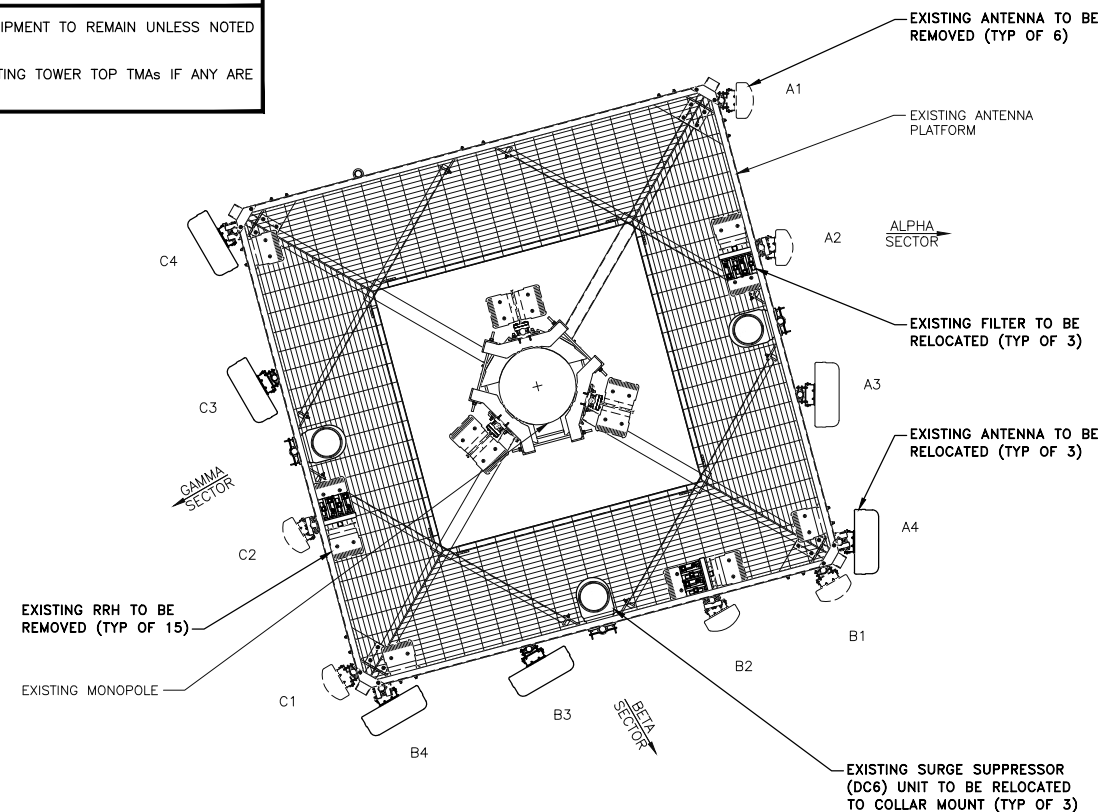 IPMENT TO REMAIN UNLESS NOTED
TING TOWER TOP TMAs IF ANY ARE
EXISTING ANTENNA TO BE
REMOVED (TYP OF 6)
A1
EXISTING ANTENNA
PLATFORM
A2
ALPHA
SECTOR
C4
EXISTING FILTER TO BE
RELOCATED (TYP OF 3)
A3
C3
EXISTING ANTENNA TO BE
RELOCATED (TYP OF 3)
GAMMA
SECTOR
A4
C2
EXISTING RRH TO BE
REMOVED (TYP OF 15)
B1
B2
EXISTING MONOPOLE
C1
B3
BETA
SECTOR
B4
EXISTING SURGE SUPPRESSOR
(DC6) UNIT TO BE RELOCATED
TO COLLAR MOUNT (TYP OF 3)